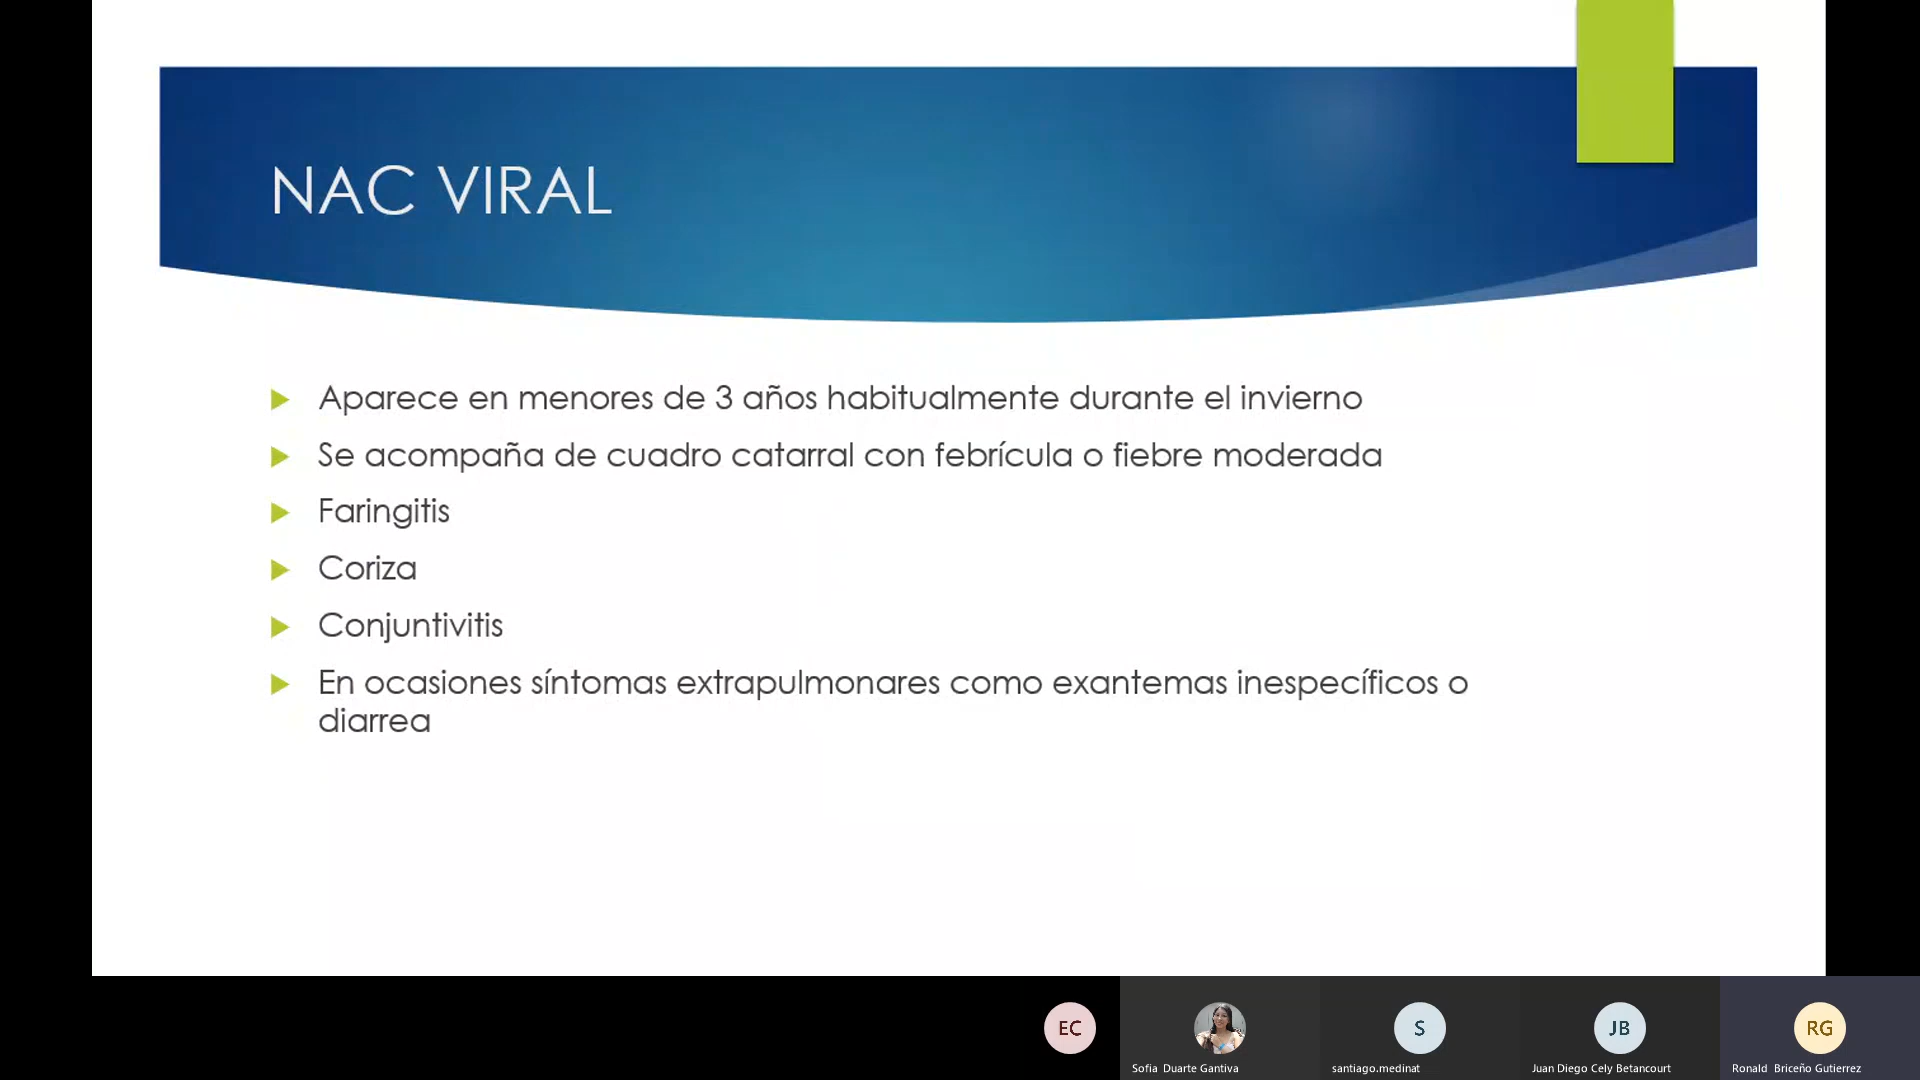 NAC VIRAL
Aparece en menores de 3 años habitualmente durante el invierno
Se acompaña de cuadro catarral con febrícula o fiebre moderada
Faringitis
Coriza
Conjuntivitis
En ocasiones síntomas extrapulmonares como exantemas inespecíficos o
diarrea
EC
S
JB
RG
Sofia Duarte Gantiva
santiago.medinat
Juan Diego Cely Betancourt
Ronald Briceño Gutierrez